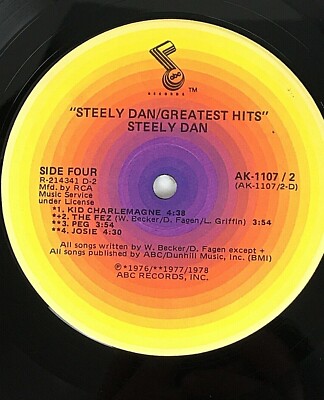 abc
RECORDS
TM
"STEELY DAN/GREATEST HITS"
STEELY DAN
SIDE FOUR
R-214341 D-2
Mfd. by RCA
Music Service
under License
AK-1107 / 2
(AK-1107/2-D)
*1. KID CHARLEMAGNE 4:38
+*2. THE FEZ (W. Becker/D. Fagen/L. Griffin) 3:54
**3. PEG 3:54
**4. JOSIE 4:30
All songs written by W. Becker/D. Fagen except +
All songs published by ABC/Dunhill Music, Inc. (BMI)
℗*1976/**1977/1978
ABC RECORDS, INC.